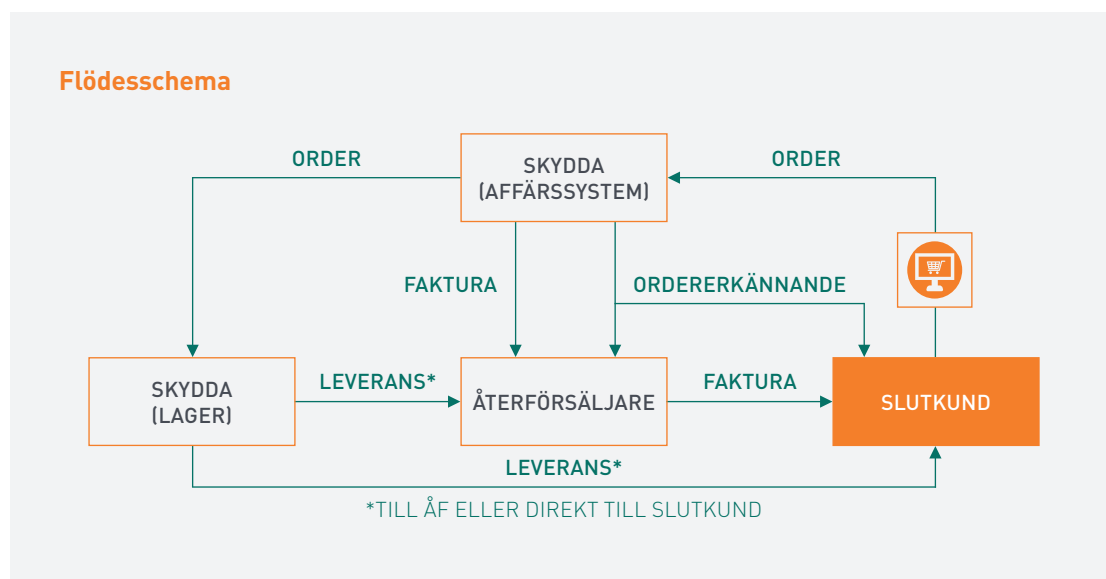 Flödesschema
ORDER
SKYDDA
(AFFÄRSSYSTEM)
ORDER
FAKTURA
ORDERERKÄNNANDE
SKYDDA
(LAGER)
LEVERANS*
ÅTERFÖRSÄLJARE
FAKTURA
SLUTKUND
LEVERANS*
*TILL ÅF ELLER DIREKT TILL SLUTKUND